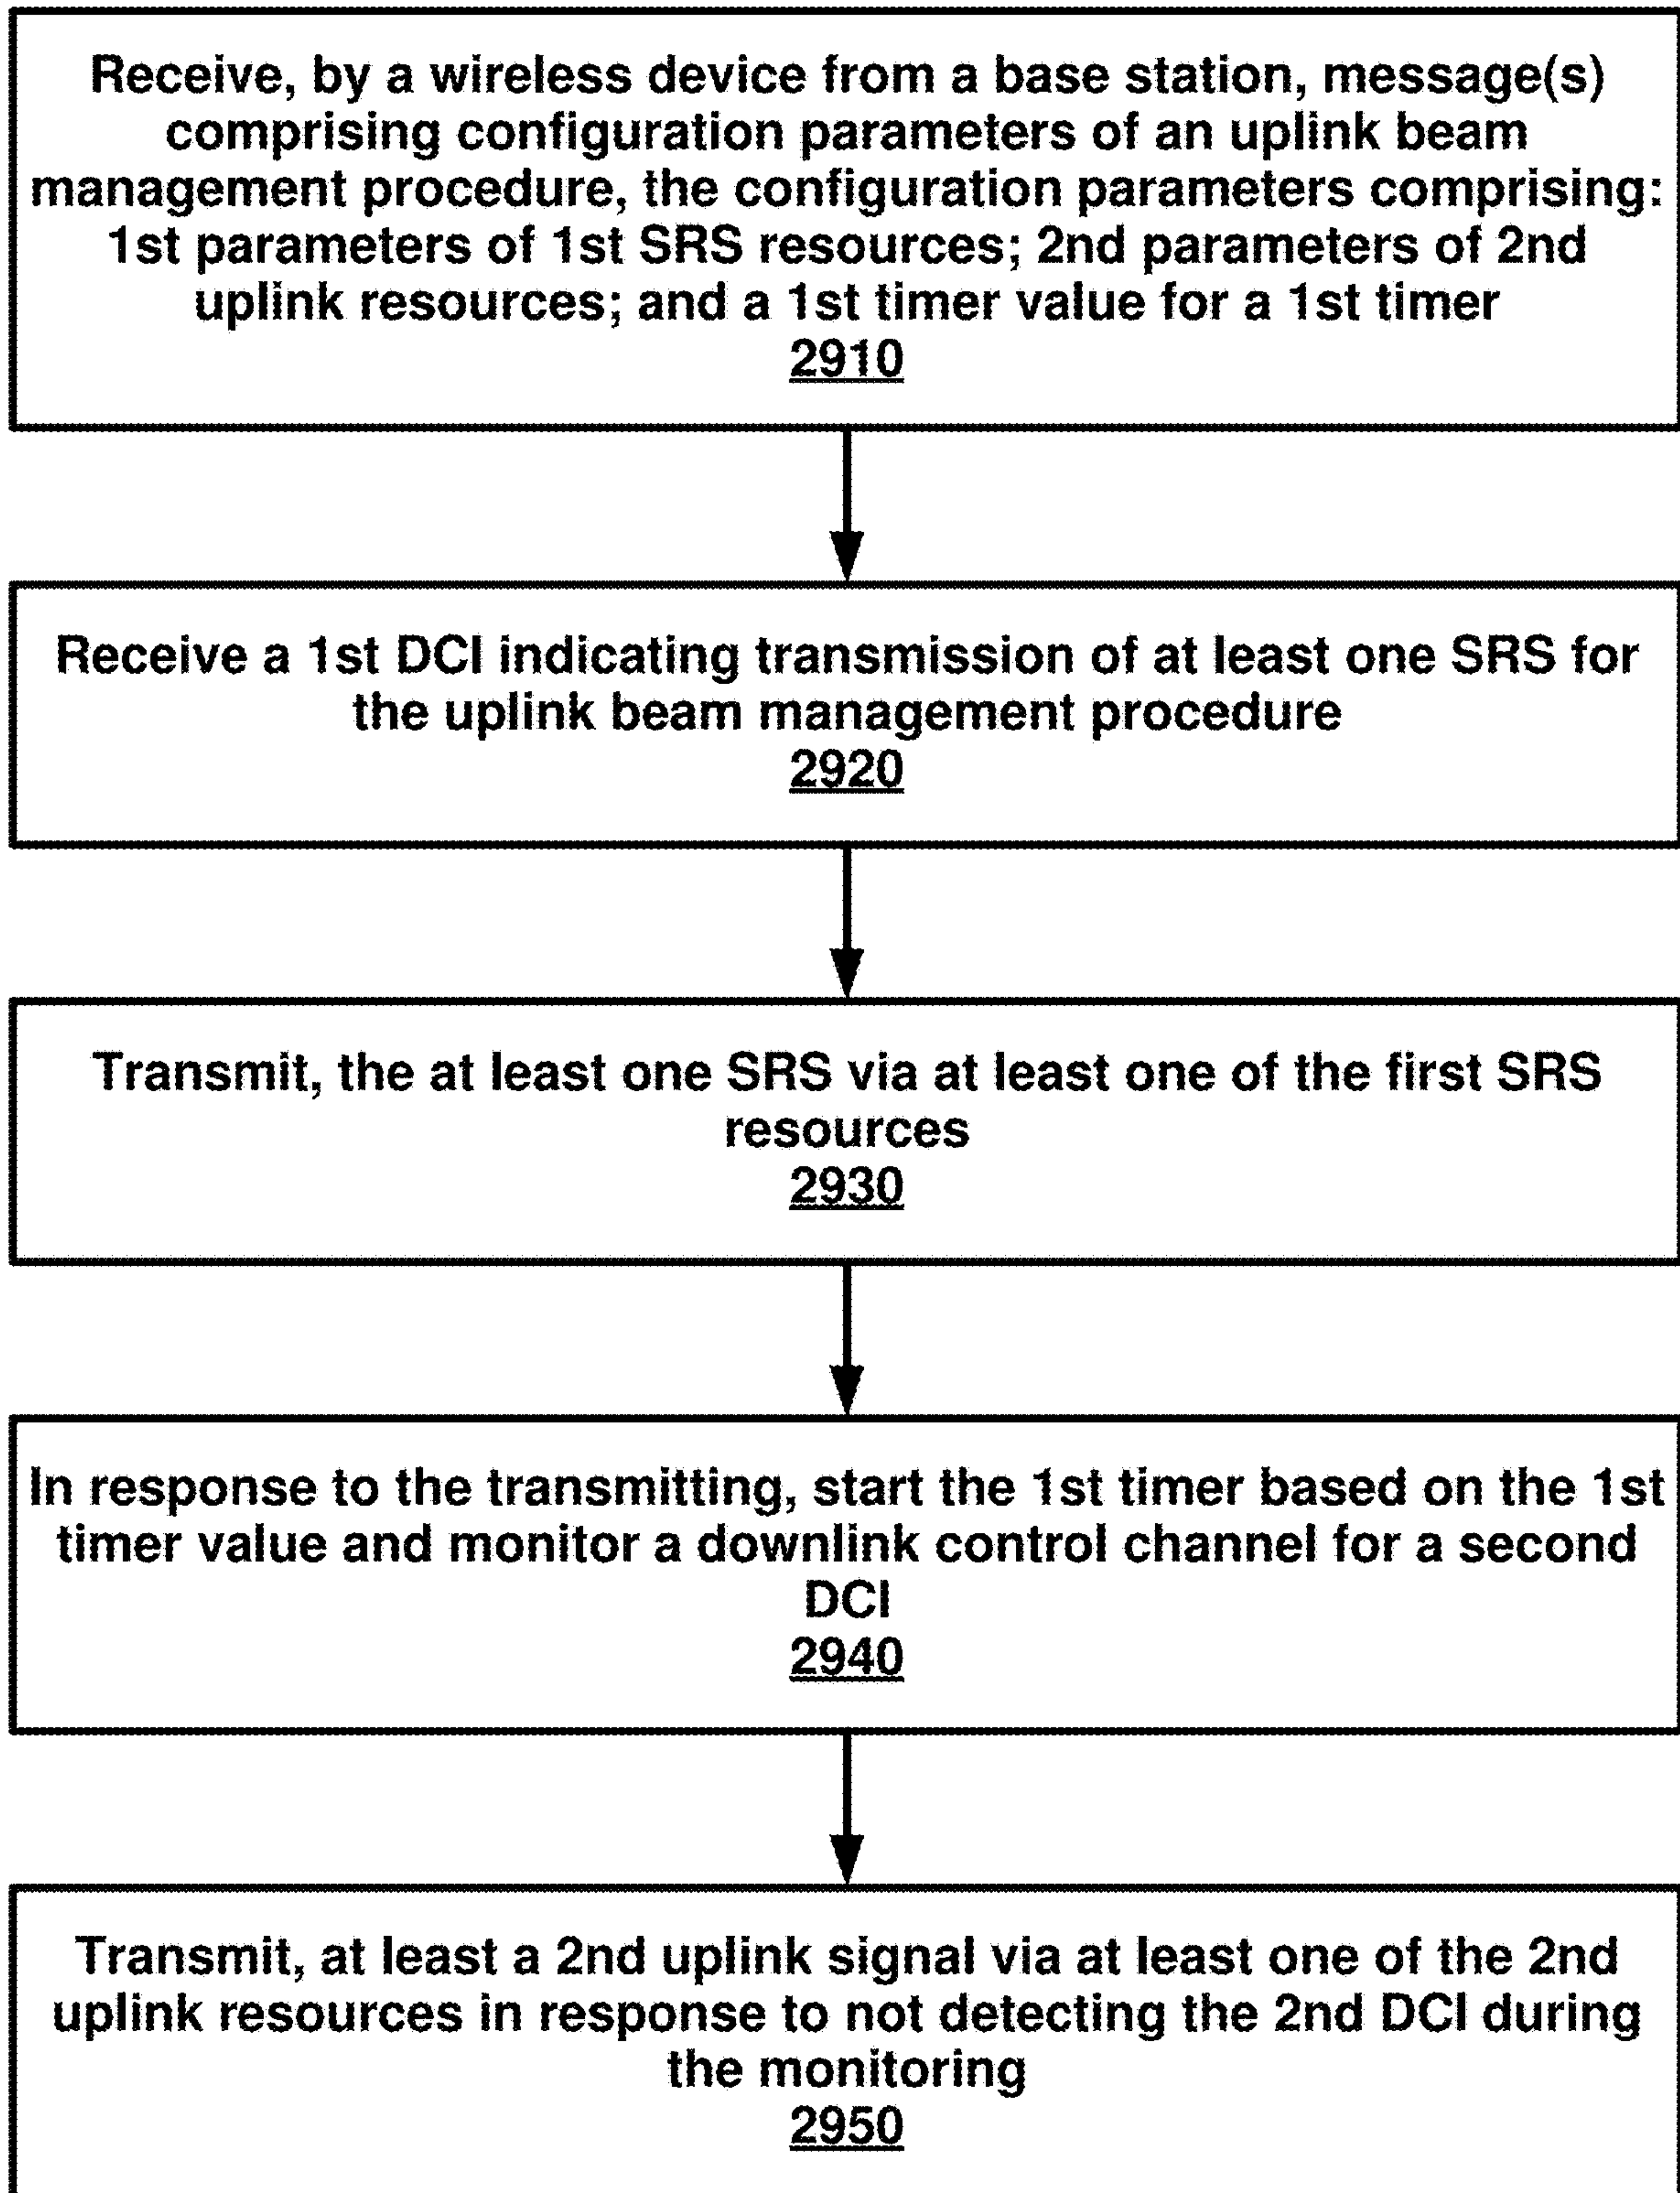 Receive, by a wireless device from a base station, message(s)
comprising configuration parameters of an uplink beam
management procedure, the configuration parameters comprising:
1st parameters of 1st SRS resources; 2nd parameters of 2nd
uplink resources; and a 1st timer value for a 1st timer
2910
Receive a 1st DCI indicating transmission of at least one SRS for
the uplink beam management procedure
2920
Transmit, the at least one SRS via at least one of the first SRS
resources
2930
In response to the transmitting, start the 1st timer based on the 1st
timer value and monitor a downlink control channel for a second
DCI
2940
Transmit, at least a 2nd uplink signal via at least one of the 2nd
uplink resources in response to not detecting the 2nd DCI during
the monitoring
2950